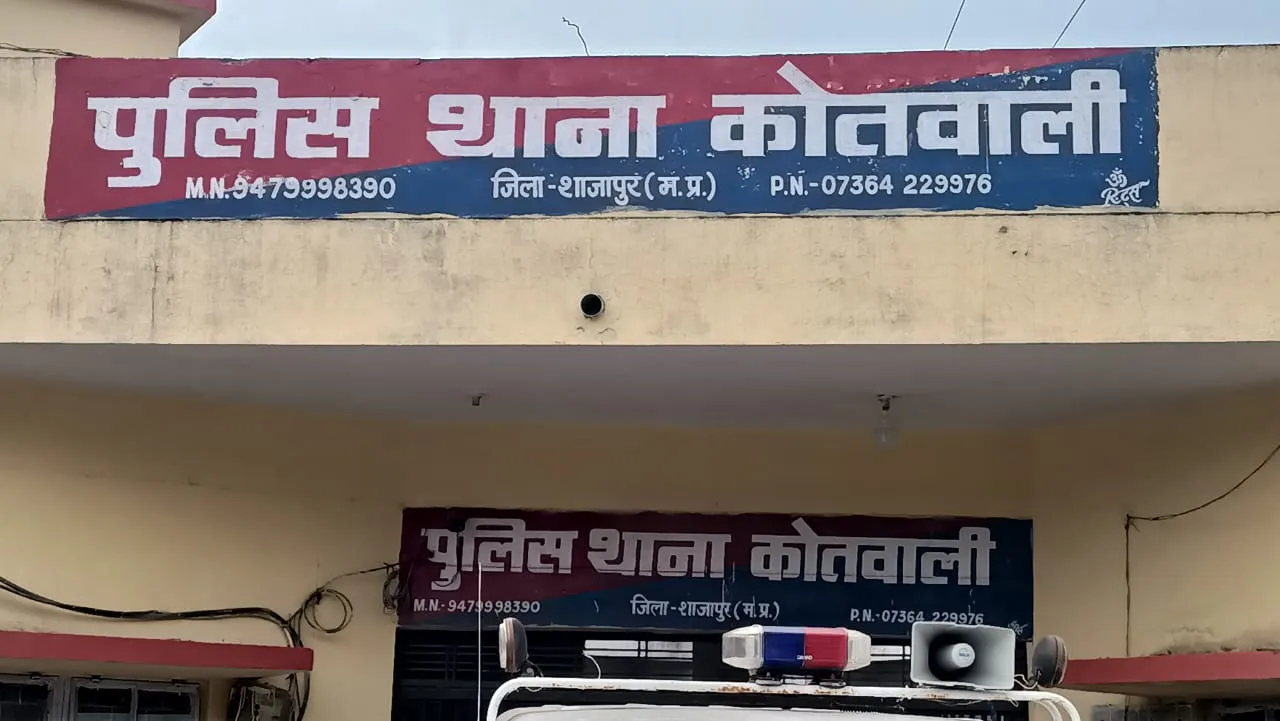 पुलिस थाना कोतवाली
M.N.9479998390 जिला-शाजापुर(म.प्र.) P.N.-07364 229976
ॐ
पुलिस थाना कोतवाली
M.N.-9479998390 जिला-शाजापुर(म.प्र.) P.N.-07364 229976